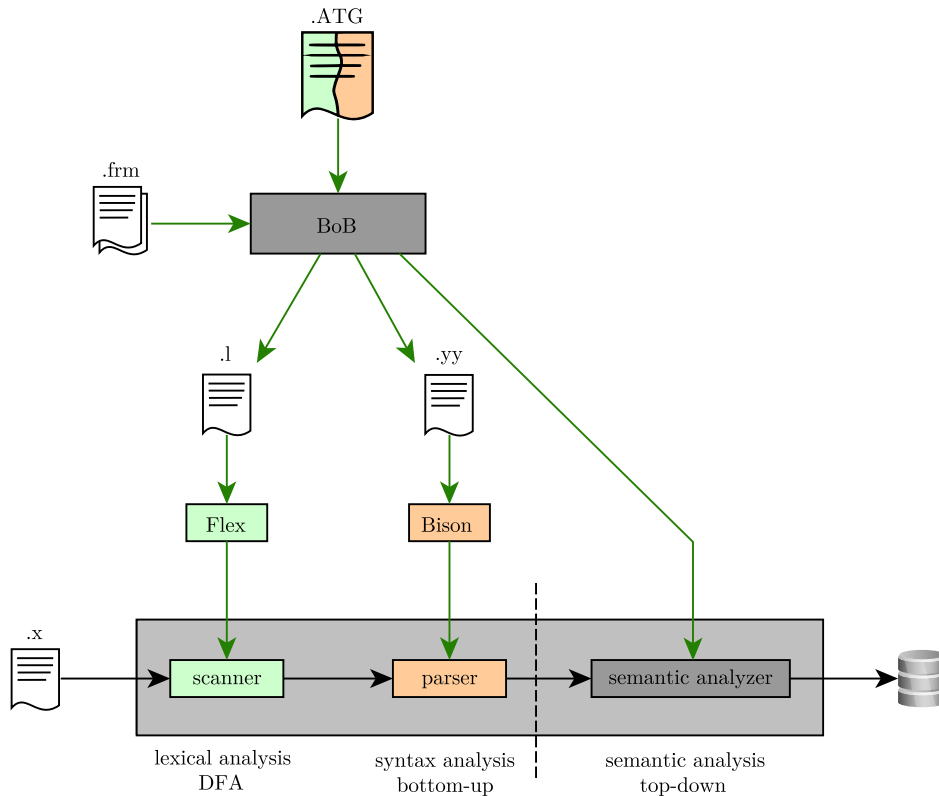 .ATG
.frm
BoB
.l
.yy
Flex
Bison
.x
scanner
parser
semantic analyzer
lexical analysis
DFA
syntax analysis
bottom-up
semantic analysis
top-down